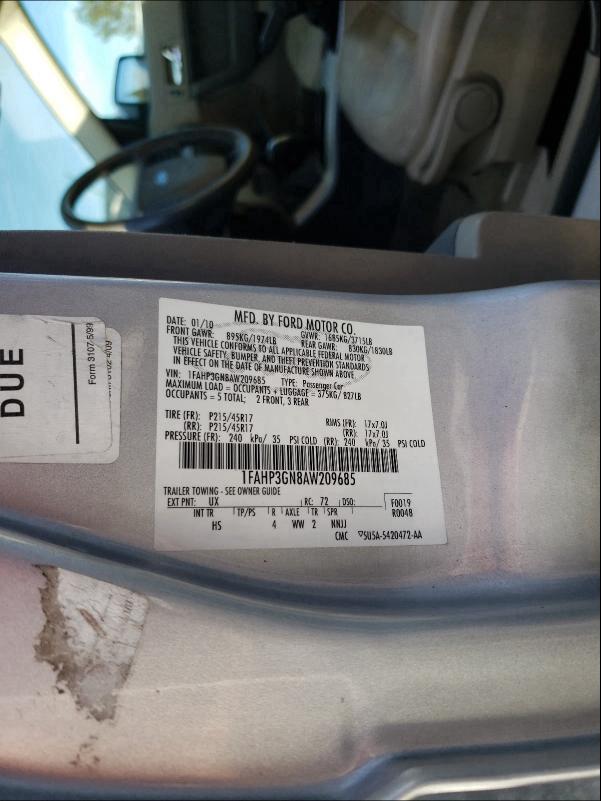 MFD. BY FORD MOTOR CO.
DATE: 01/10 GVWR: 1685KG/3715LB
FRONT GAWR: 895KG/1974LB REAR GAWR: 830KG/1830LB
THIS VEHICLE CONFORMS TO ALL APPLICABLE FEDERAL MOTOR
VEHICLE SAFETY, BUMPER, AND THEFT PREVENTION STANDARDS
IN EFFECT ON THE DATE OF MANUFACTURE SHOWN ABOVE.
VIN: 1FAHP3GN8AW209685 TYPE: Passenger Car
MAXIMUM LOAD = OCCUPANTS + LUGGAGE = 375KG/ 827LB
OCCUPANTS = 5 TOTAL; 2 FRONT, 3 REAR
TIRE (FR): P215/45R17 RIMS (FR): 17x7.0J
(RR): P215/45R17 (RR): 17x7.0J
PRESSURE (FR): 240 kPa/ 35 PSI COLD (RR): 240 kPa/ 35 PSI COLD
1FAHP3GN8AW209685
TRAILER TOWING - SEE OWNER GUIDE
EXT PNT: UX RC: 72 DSO: F0019
INT TR TP/PS R AXLE TR SPR R0048
HS 4 WW 2 NNJJ
CMC ▽5U5A-5420472-AA
DUE
Form 3107-5/99